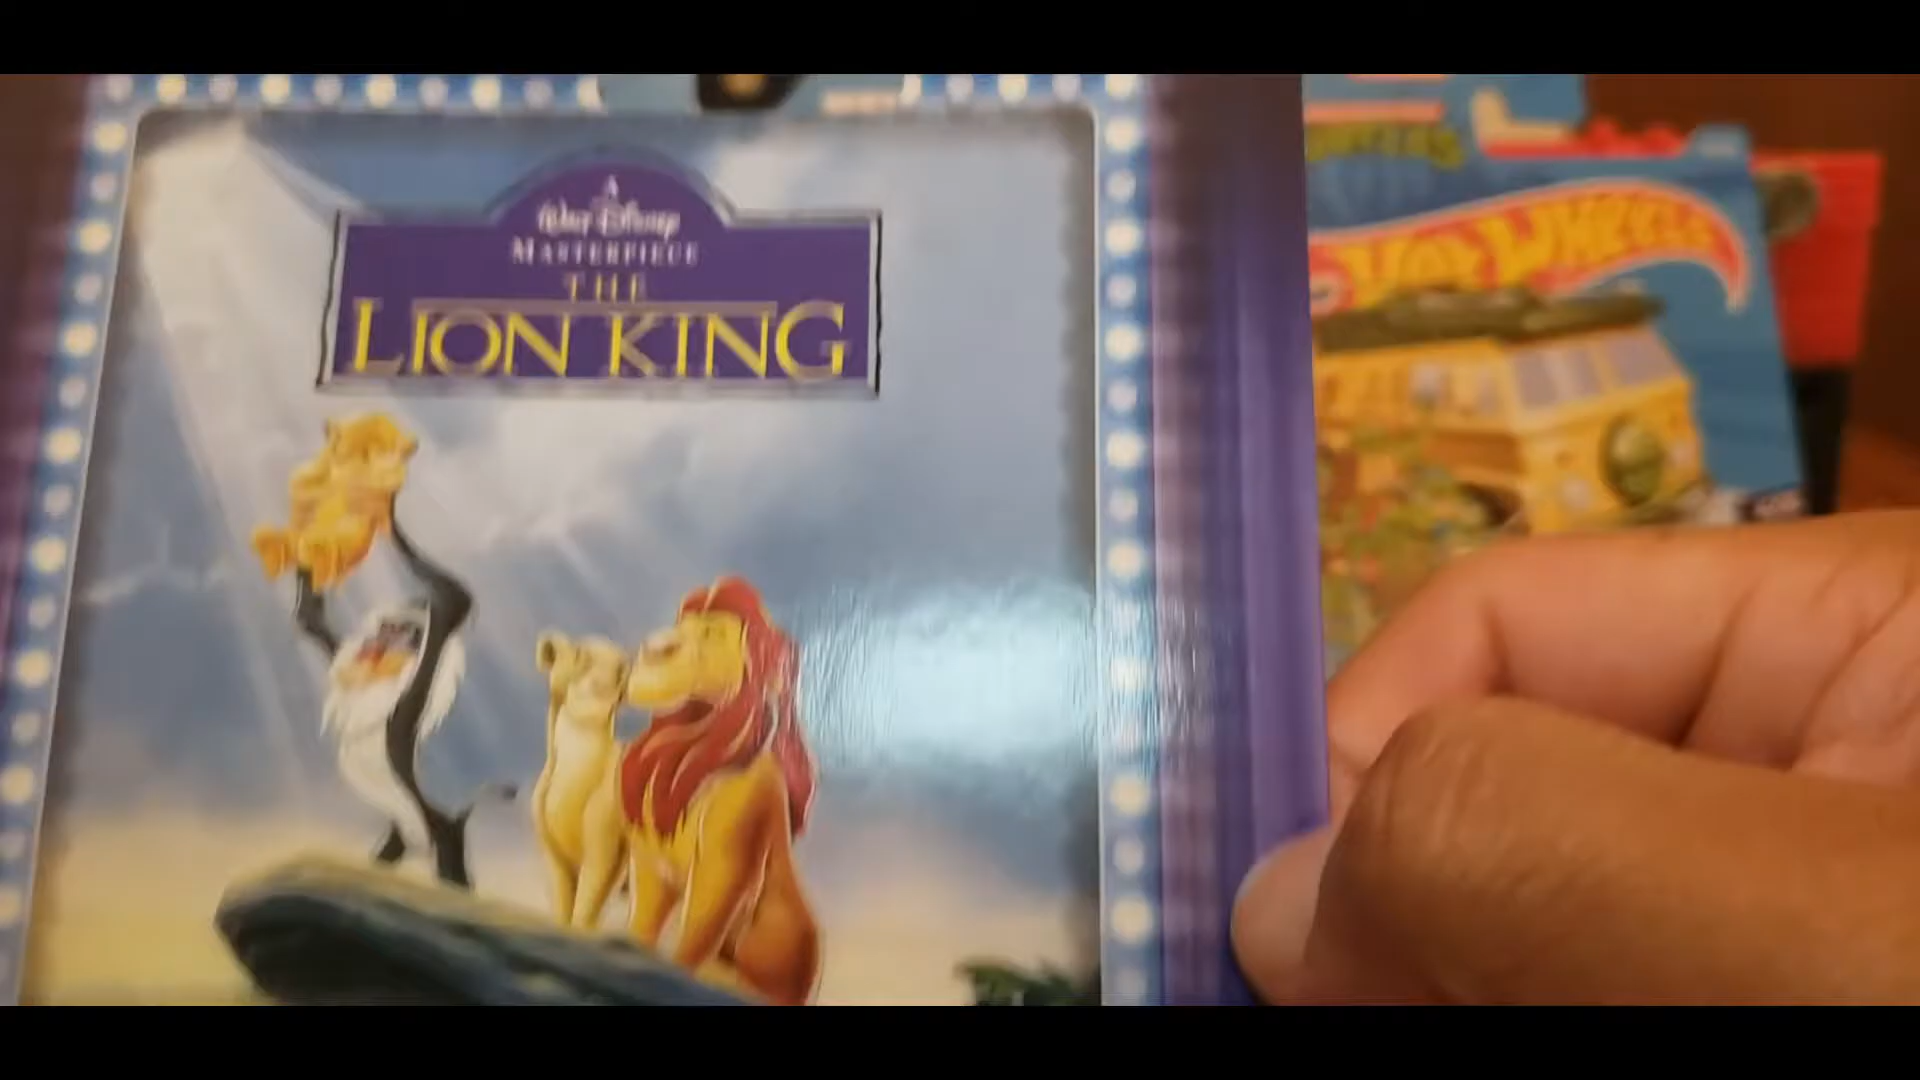 A
Walt Disney
MASTERPIECE
THE
LION KING
HOT WHEELS